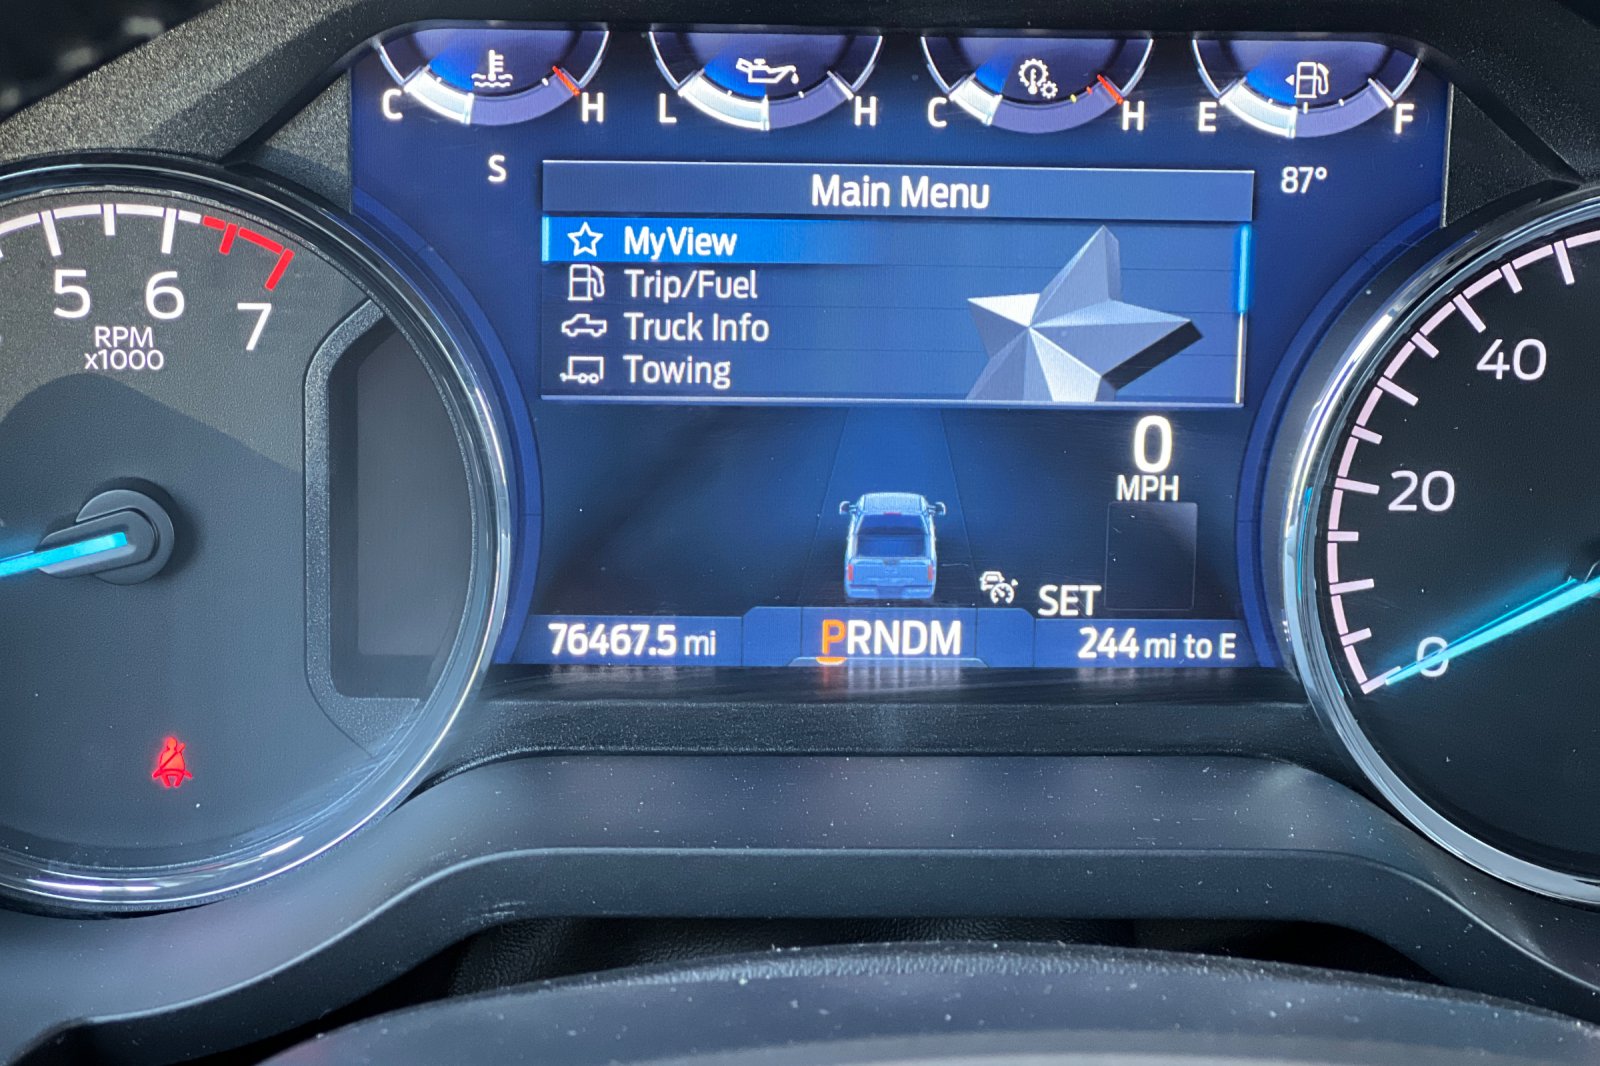 C H
L H
C H
E F
S
87°
Main Menu
MyView
Trip/Fuel
Truck Info
Towing
5 6 7
RPM
x1000
40
20
0
0
MPH
SET
76467.5 mi
PRNDM
244 mi to E